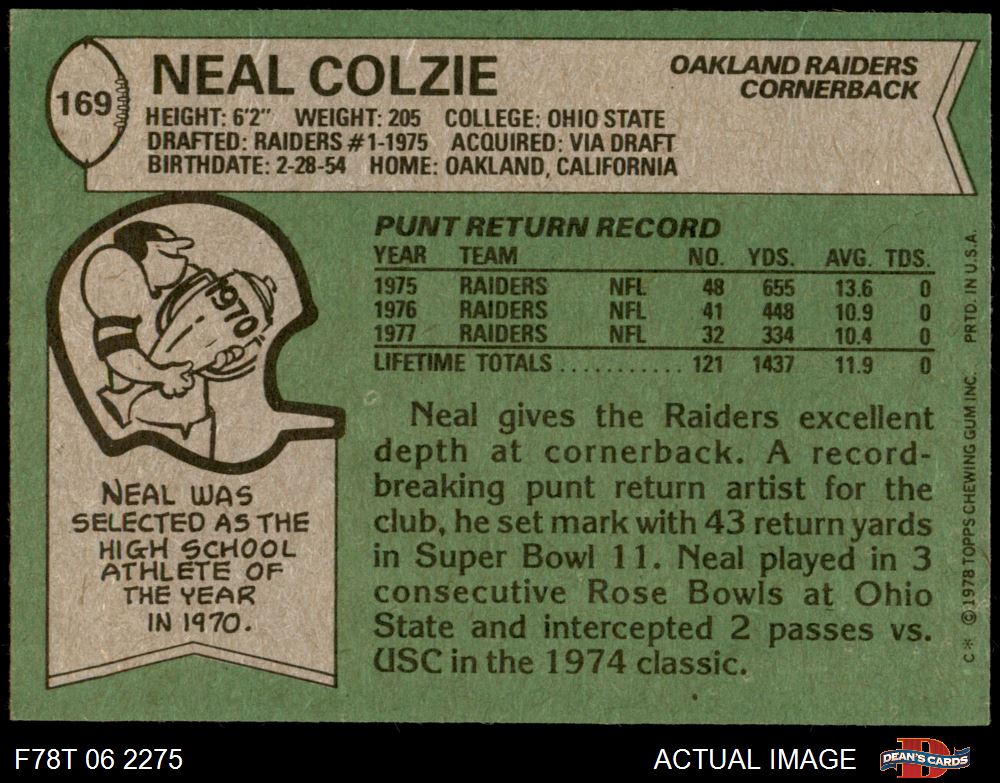 169
NEAL COLZIE
OAKLAND RAIDERS
CORNERBACK
HEIGHT: 6'2" WEIGHT: 205 COLLEGE: OHIO STATE
DRAFTED: RAIDERS #1-1975 ACQUIRED: VIA DRAFT
BIRTHDATE: 2-28-54 HOME: OAKLAND, CALIFORNIA
PUNT RETURN RECORD
YEAR TEAM NO. YDS. AVG. TDS.
1975 RAIDERS NFL 48 655 13.6 0
1976 RAIDERS NFL 41 448 10.9 0
1977 RAIDERS NFL 32 334 10.4 0
LIFETIME TOTALS ........... 121 1437 11.9 0
1970
NEAL WAS
SELECTED AS THE
HIGH SCHOOL
ATHLETE OF
THE YEAR
IN 1970.
Neal gives the Raiders excellent
depth at cornerback. A record-
breaking punt return artist for the
club, he set mark with 43 return yards
in Super Bowl 11. Neal played in 3
consecutive Rose Bowls at Ohio
State and intercepted 2 passes vs.
USC in the 1974 classic.
C* © 1978 TOPPS CHEWING GUM INC. PRTD. IN U.S.A.
F78T 06 2275
ACTUAL IMAGE
DEAN'S CARDS